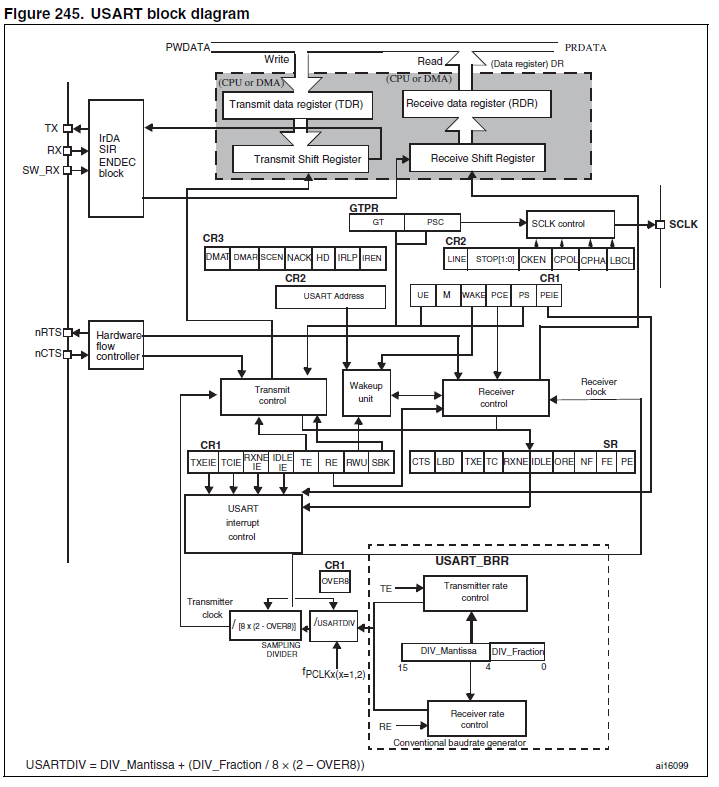 Figure 245. USART block diagram
PWDATA
PRDATA
Write
Read
(Data register) DR
(CPU or DMA)
(CPU or DMA)
Transmit data register (TDR)
Receive data register (RDR)
TX
RX
SW_RX
IrDA
SIR
ENDEC
block
Transmit Shift Register
Receive Shift Register
GTPR
GT
PSC
SCLK control
SCLK
CR3
DMAT DMAR SCEN NACK HD IRLP IREN
CR2
LINE STOP[1:0] CKEN CPOL CPHA LBCL
CR2
USART Address
CR1
UE M WAKE PCE PS PEIE
nRTS
nCTS
Hardware
flow
controller
Transmit
control
Wakeup
unit
Receiver
control
Receiver
clock
CR1
TXEIE TCIE RXNE IE IDLE IE TE RE RWU SBK
SR
CTS LBD TXE TC RXNE IDLE ORE NF FE PE
USART
interrupt
control
CR1
OVER8
USART_BRR
TE
Transmitter rate
control
Transmitter
clock
/ [8 x (2 - OVER8)]
/USARTDIV
SAMPLING
DIVIDER
fPCLKx(x=1,2)
DIV_Mantissa
DIV_Fraction
15
4
0
RE
Receiver rate
control
Conventional baudrate generator
USARTDIV = DIV_Mantissa + (DIV_Fraction / 8 × (2 – OVER8))
ai16099